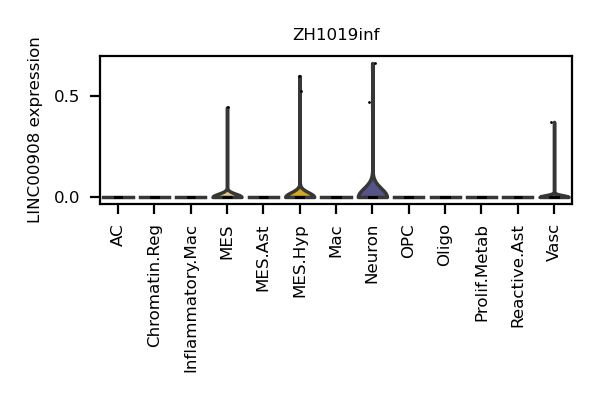 ZH1019inf
LINC00908 expression
0.5
0.0
AC
Chromatin.Reg
Inflammatory.Mac
MES
MES.Ast
MES.Hyp
Mac
Neuron
OPC
Oligo
Prolif.Metab
Reactive.Ast
Vasc